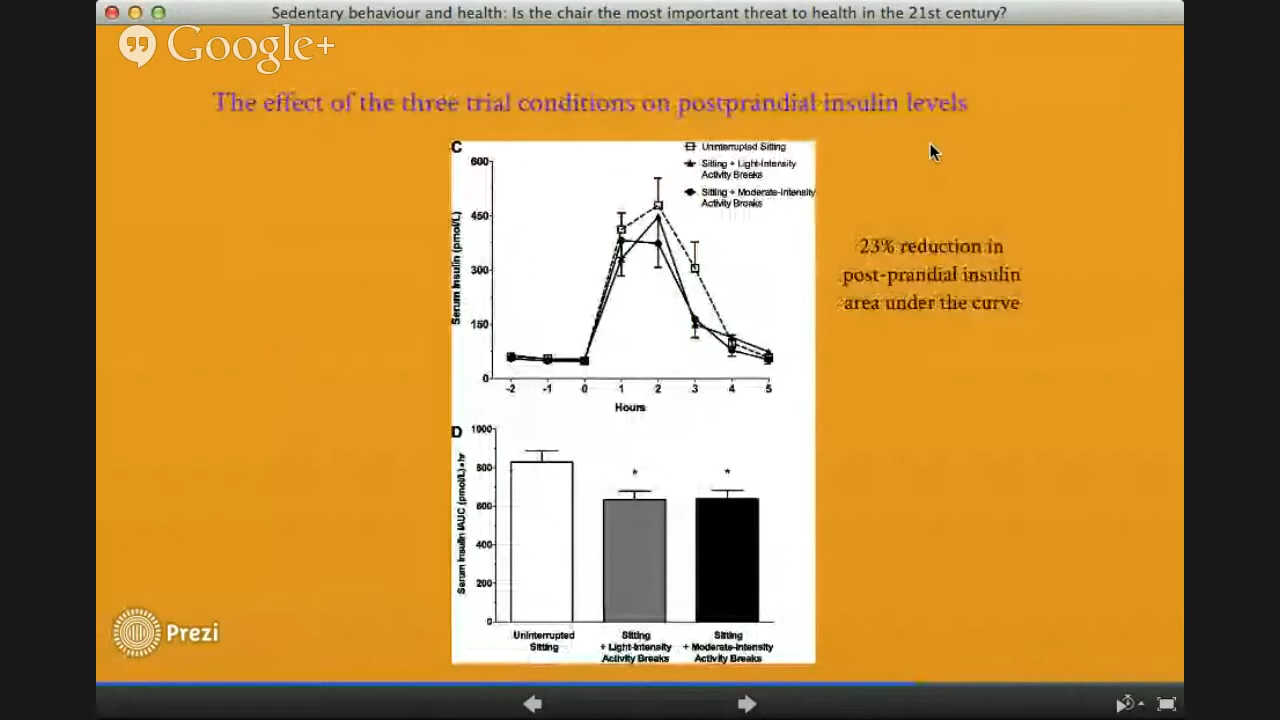 Sedentary behaviour and health: Is the chair the most important threat to health in the 21st century?
Google+
The effect of the three trial conditions on postprandial insulin levels
C
Uninterrupted Sitting
Sitting + Light-Intensity
Activity Breaks
Sitting + Moderate-Intensity
Activity Breaks
600
450
300
150
0
Serum Insulin (pmol/L)
-2 -1 0 1 2 3 4 5
Hours
23% reduction in
post-prandial insulin
area under the curve
D
1000
800
600
400
200
0
Serum Insulin iAUC (pmol/L)•hr
*
*
Uninterrupted
Sitting
Sitting
+ Light-Intensity
Activity Breaks
Sitting
+ Moderate-Intensity
Activity Breaks
Prezi